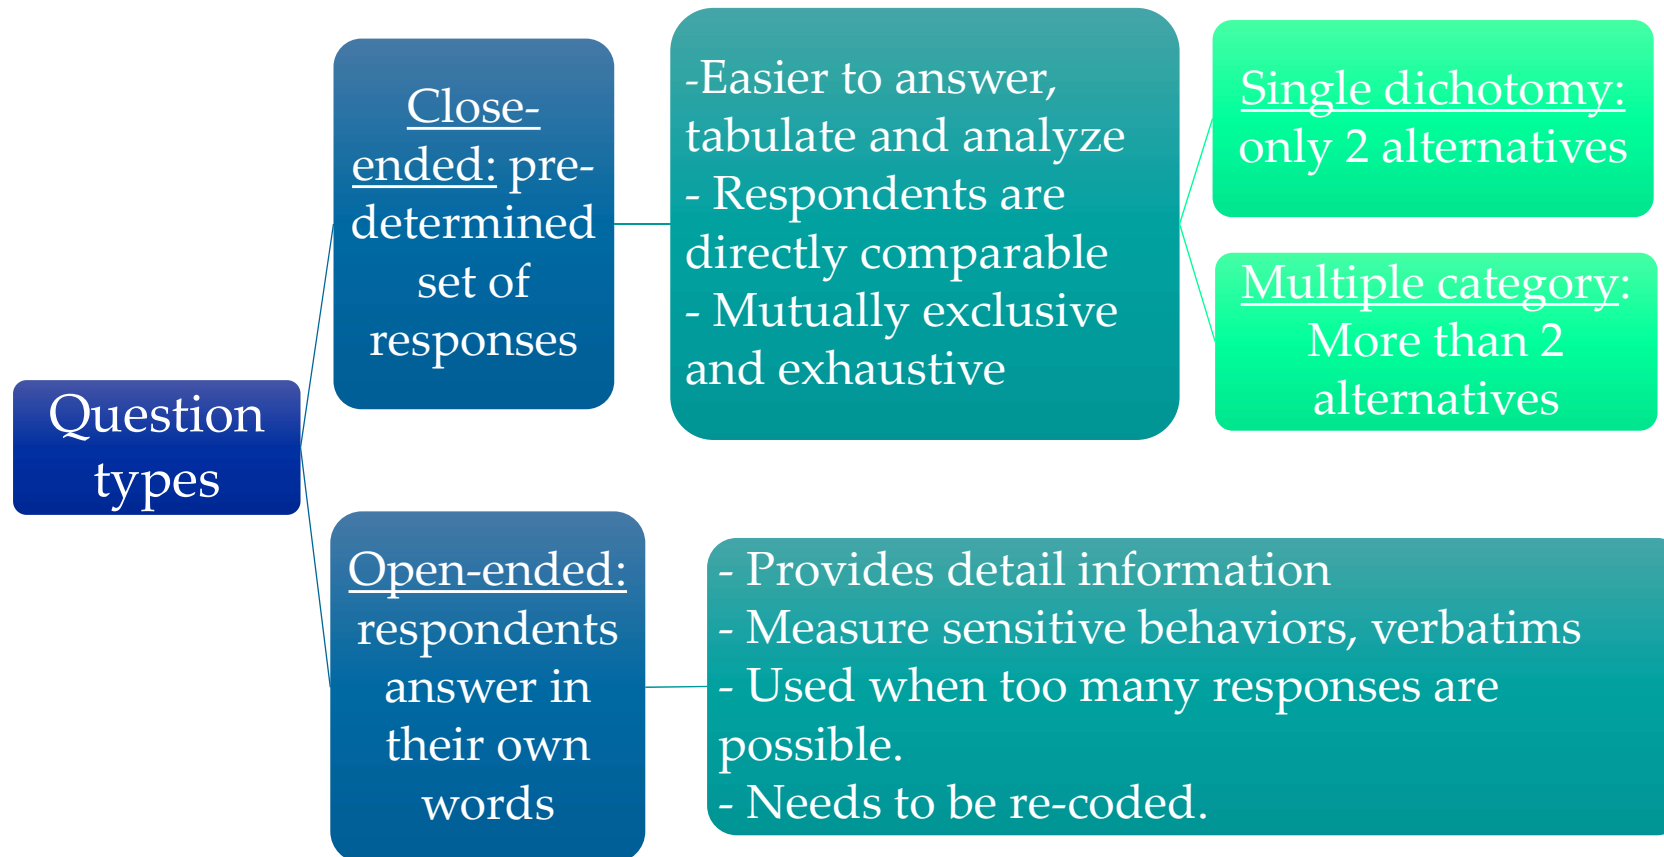 Question
types
Close-
ended: pre-
determined
set of
responses
-Easier to answer,
tabulate and analyze
- Respondents are
directly comparable
- Mutually exclusive
and exhaustive
Single dichotomy:
only 2 alternatives
Multiple category:
More than 2
alternatives
Open-ended:
respondents
answer in
their own
words
- Provides detail information
- Measure sensitive behaviors, verbatims
- Used when too many responses are
possible.
- Needs to be re-coded.